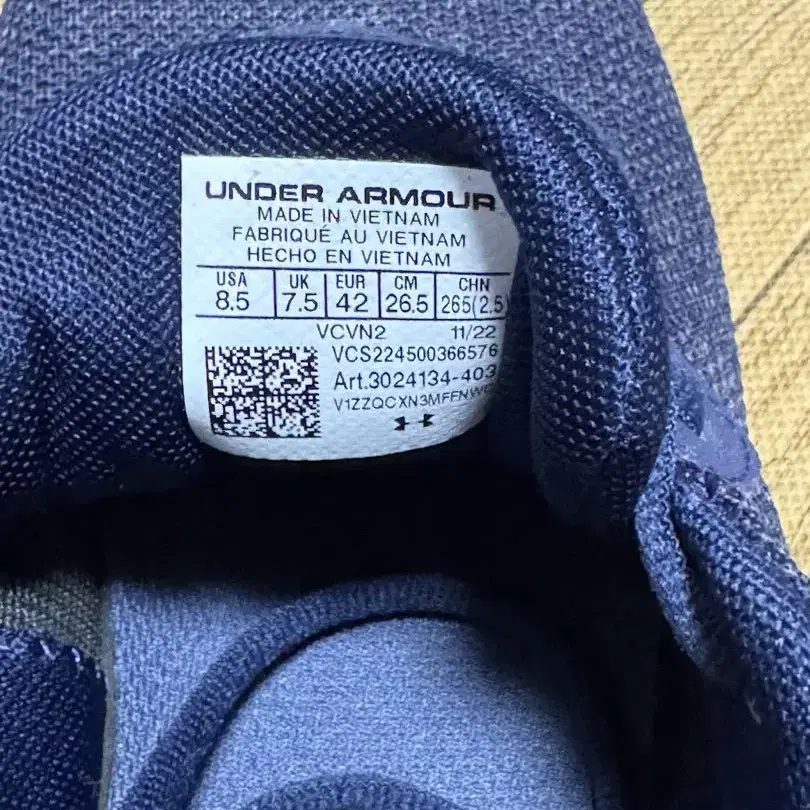 UNDER ARMOUR
MADE IN VIETNAM
FABRIQUÉ AU VIETNAM
HECHO EN VIETNAM
USA UK EUR CM CHN
8.5 7.5 42 26.5 265(2.5)
VCVN2 11/22
VCS224500366576
Art.3024134-403